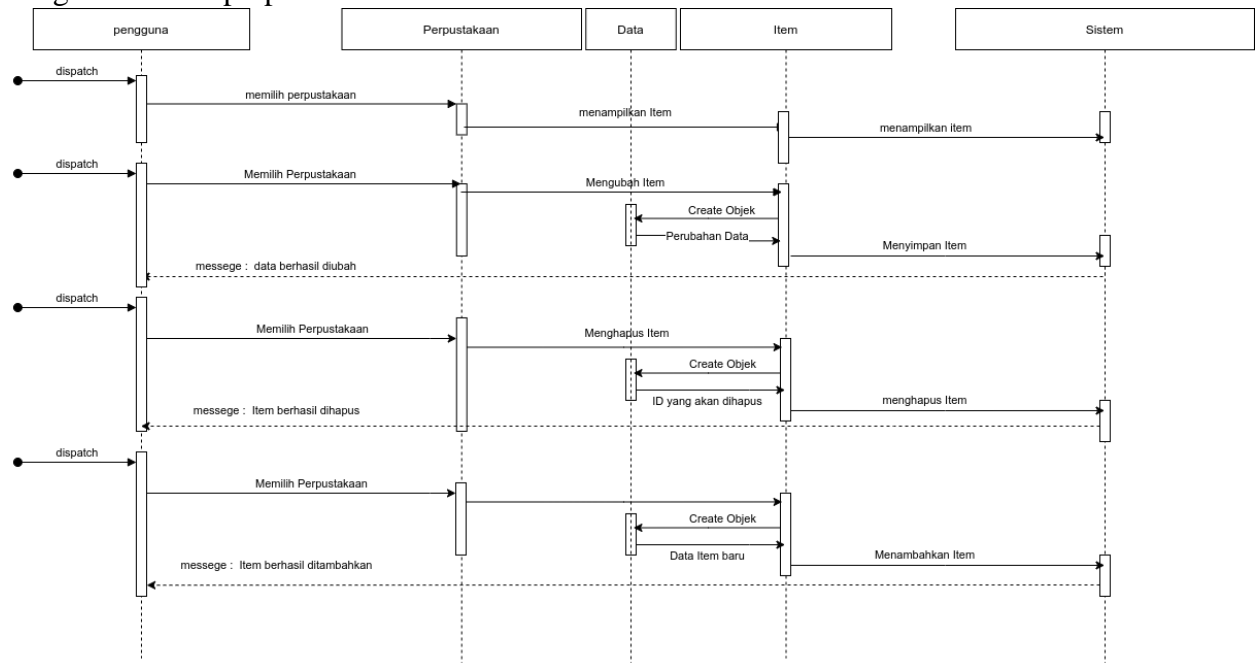 pengguna
Perpustakaan
Data
Item
Sistem
dispatch
memilih perpustakaan
menampilkan Item
menampilkan item
dispatch
Memilih Perpustakaan
Mengubah Item
Create Objek
Perubahan Data
Menyimpan Item
messege : data berhasil diubah
dispatch
Memilih Perpustakaan
Menghapus Item
Create Objek
ID yang akan dihapus
menghapus Item
messege : Item berhasil dihapus
dispatch
Memilih Perpustakaan
Create Objek
Data Item baru
Menambahkan Item
messege : Item berhasil ditambahkan